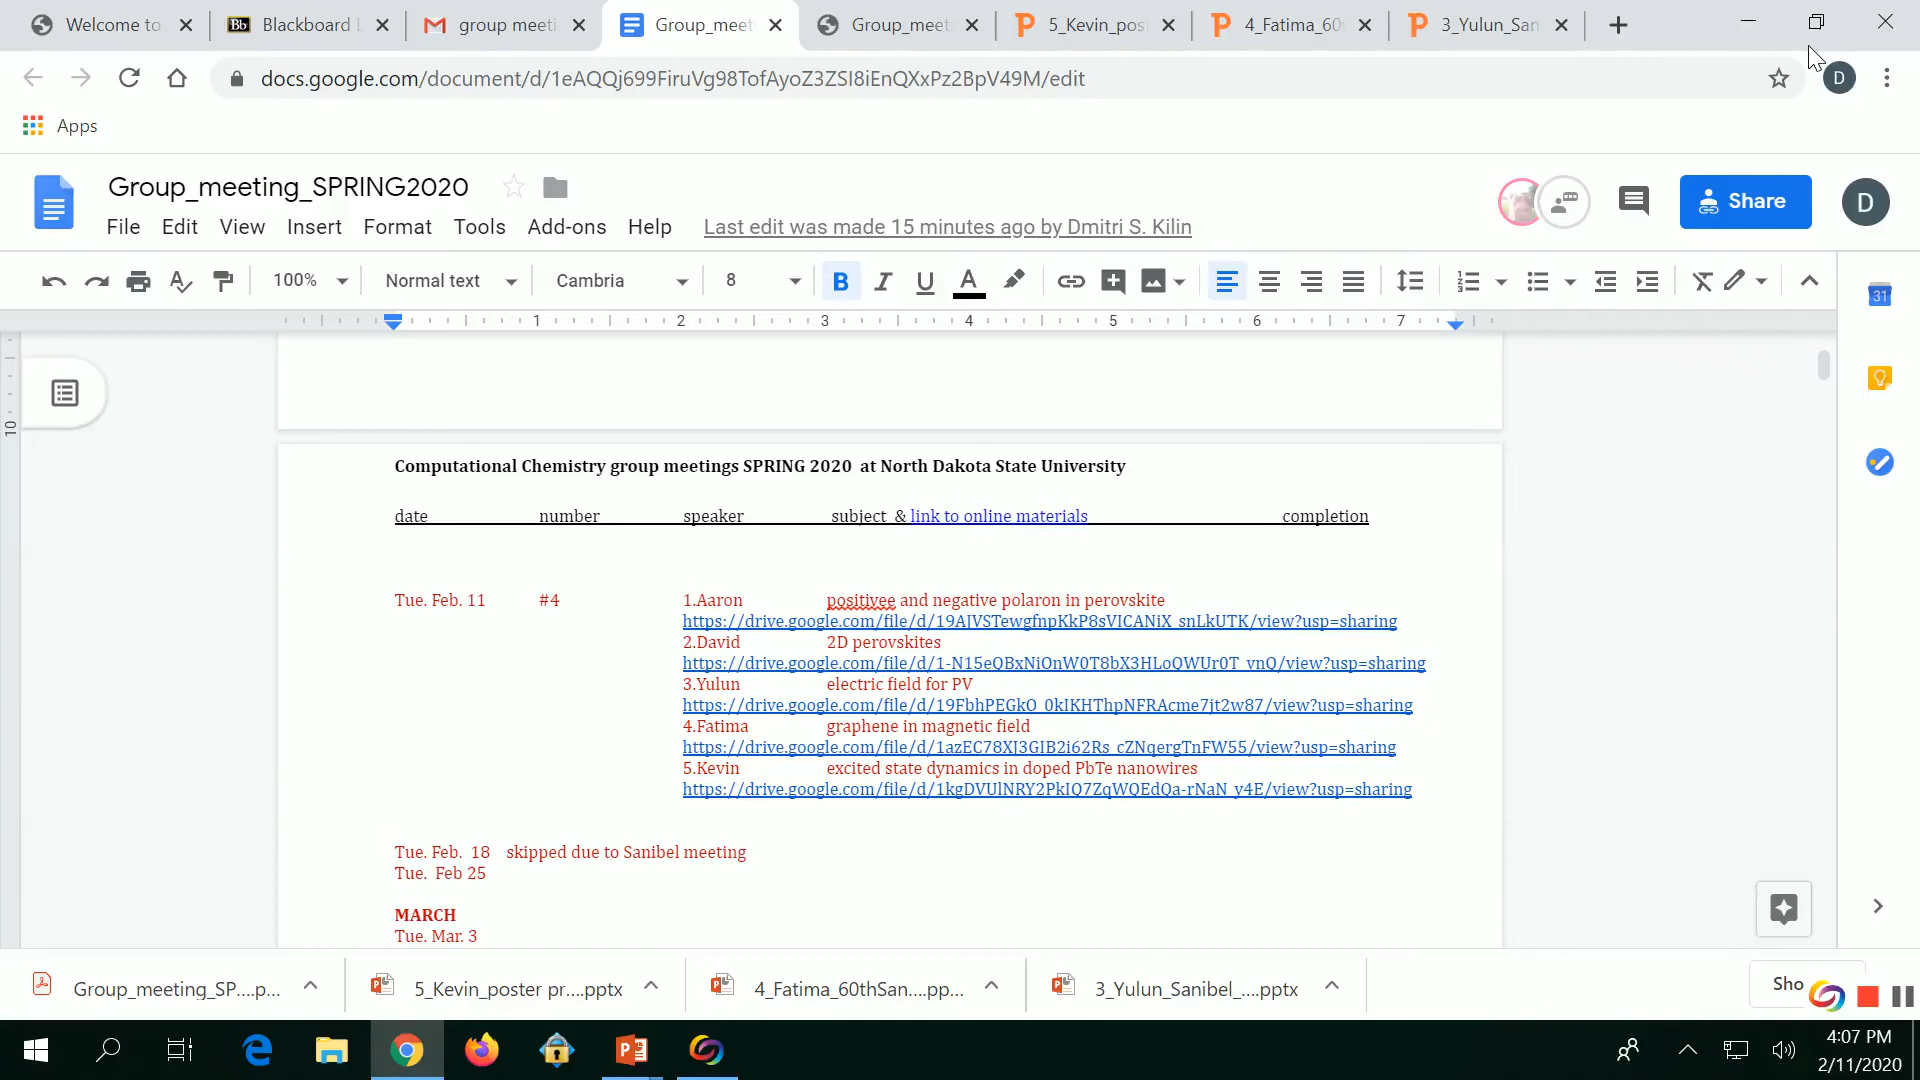 Welcome to
Blackboard L
group meeti
Group_meet
Group_meet
5_Kevin_pos
4_Fatima_60
3_Yulun_San
docs.google.com/document/d/1eAQQj699FiruVg98TofAyoZ3ZSI8iEnQXxPz2BpV49M/edit
D
Apps
Group_meeting_SPRING2020
Share
D
File Edit View Insert Format Tools Add-ons Help Last edit was made 15 minutes ago by Dmitri S. Kilin
100% Normal text Cambria 8 B I U A
31
1 2 3 4 5 6 7
10
Computational Chemistry group meetings SPRING 2020 at North Dakota State University
date number speaker subject & link to online materials completion
Tue. Feb. 11 #4 1.Aaron positivee and negative polaron in perovskite
https://drive.google.com/file/d/19AJVSTewgfnpKkP8sVICANiX_snLkUTK/view?usp=sharing
2.David 2D perovskites
https://drive.google.com/file/d/1-N15eQBxNiOnW0T8bX3HLoQWUr0T_vnQ/view?usp=sharing
3.Yulun electric field for PV
https://drive.google.com/file/d/19FbhPEGkO_0kIKHThpNFRAcme7jt2w87/view?usp=sharing
4.Fatima graphene in magnetic field
https://drive.google.com/file/d/1azEC78XJ3GIB2i62Rs_cZNqergTnFW55/view?usp=sharing
5.Kevin excited state dynamics in doped PbTe nanowires
https://drive.google.com/file/d/1kgDVUlNRY2PkIQ7ZqWQEdQa-rNaN_y4E/view?usp=sharing
Tue. Feb. 18 skipped due to Sanibel meeting
Tue. Feb 25
MARCH
Tue. Mar. 3
Group_meeting_SP....p...
5_Kevin_poster pr....pptx
4_Fatima_60thSan....pp...
3_Yulun_Sanibel_....pptx
Sho
4:07 PM
2/11/2020